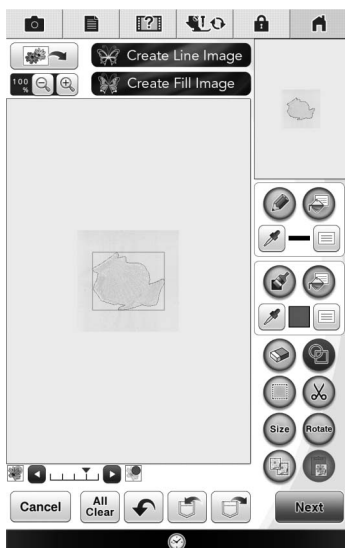 Create Line Image
100
%
Create Fill Image
Size
Rotate
Cancel
All
Clear
Next